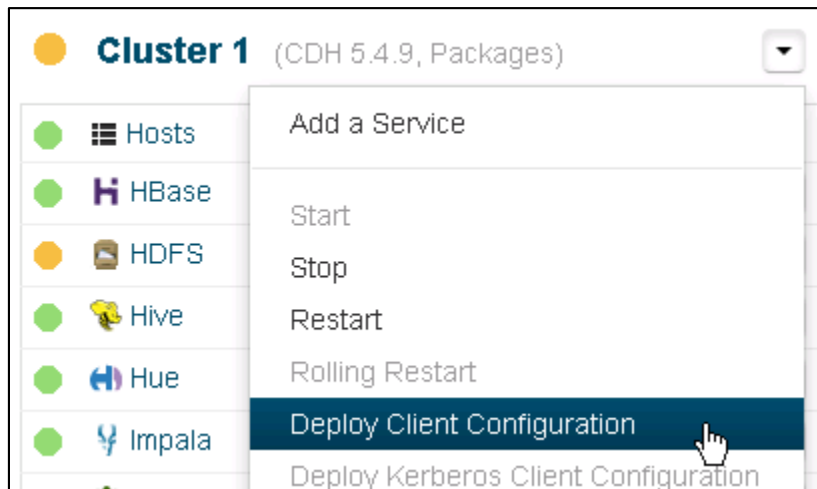 Cluster 1 (CDH 5.4.9, Packages)
Hosts
HBase
HDFS
Hive
Hue
Impala
Add a Service
Start
Stop
Restart
Rolling Restart
Deploy Client Configuration
Deploy Kerberos Client Configuration